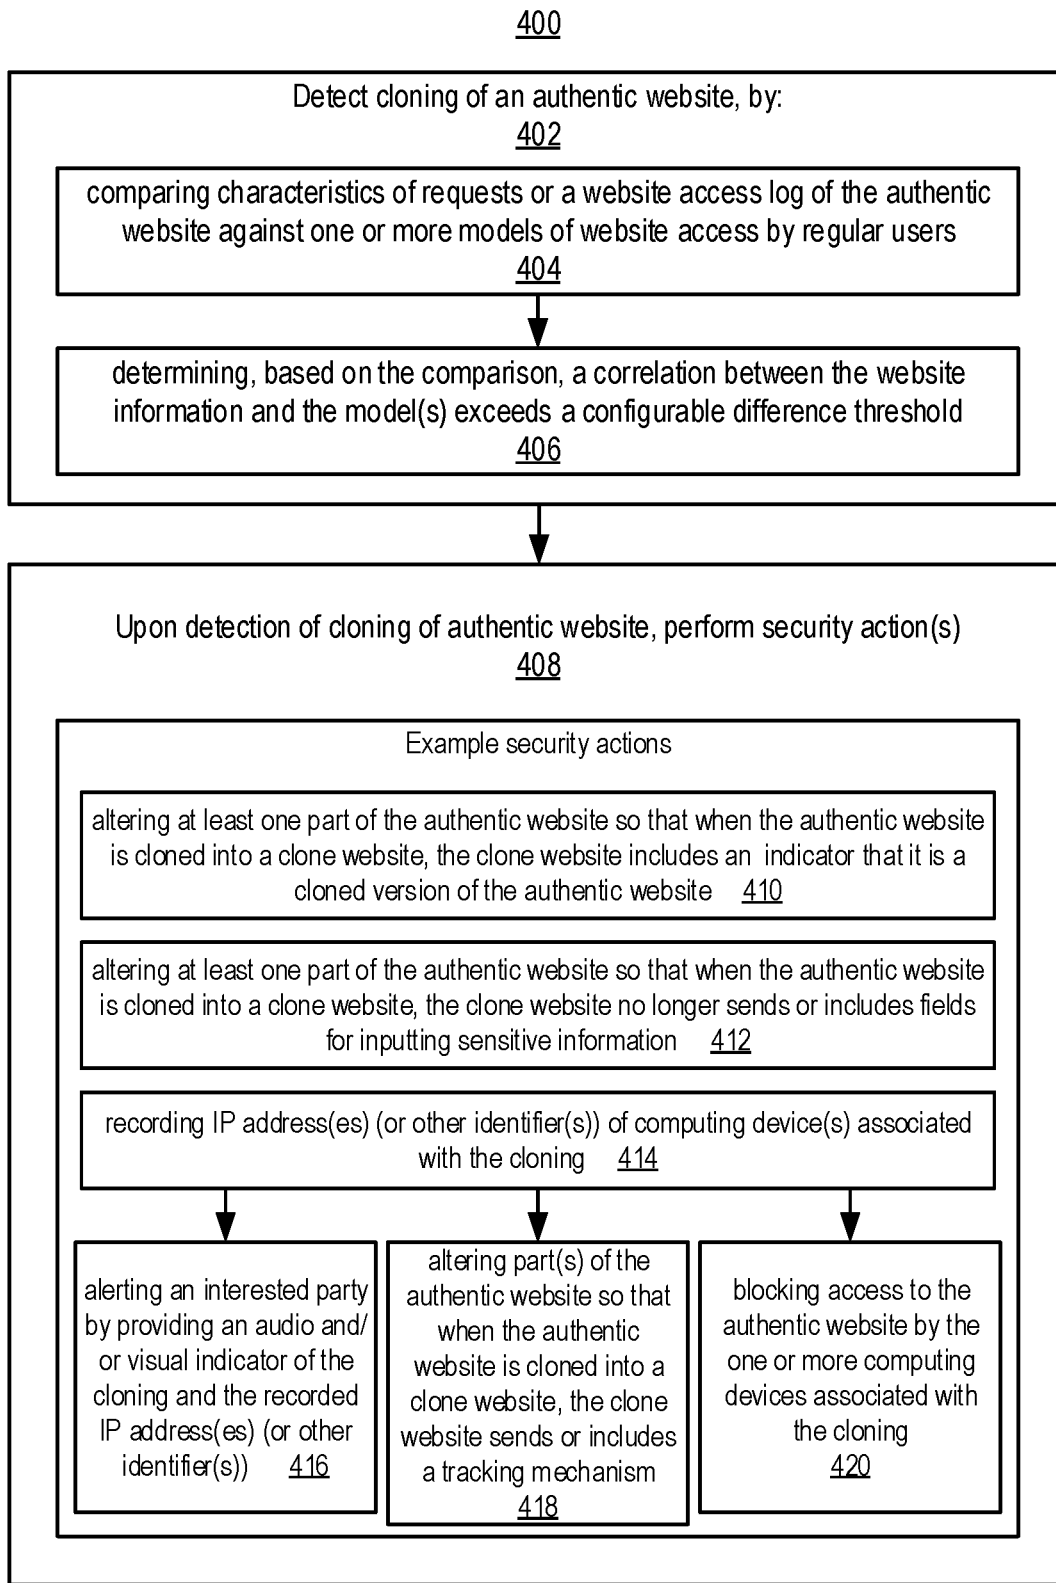 400
Detect cloning of an authentic website, by:
402
comparing characteristics of requests or a website access log of the authentic
website against one or more models of website access by regular users
404
determining, based on the comparison, a correlation between the website
information and the model(s) exceeds a configurable difference threshold
406
Upon detection of cloning of authentic website, perform security action(s)
408
Example security actions
altering at least one part of the authentic website so that when the authentic website
is cloned into a clone website, the clone website includes an indicator that it is a
cloned version of the authentic website 410
altering at least one part of the authentic website so that when the authentic website
is cloned into a clone website, the clone website no longer sends or includes fields
for inputting sensitive information 412
recording IP address(es) (or other identifier(s)) of computing device(s) associated
with the cloning 414
alerting an interested party
by providing an audio and/
or visual indicator of the
cloning and the recorded
IP address(es) (or other
identifier(s)) 416
altering part(s) of the
authentic website so that
when the authentic
website is cloned into a
clone website, the clone
website sends or includes
a tracking mechanism
418
blocking access to the
authentic website by the
one or more computing
devices associated with
the cloning
420